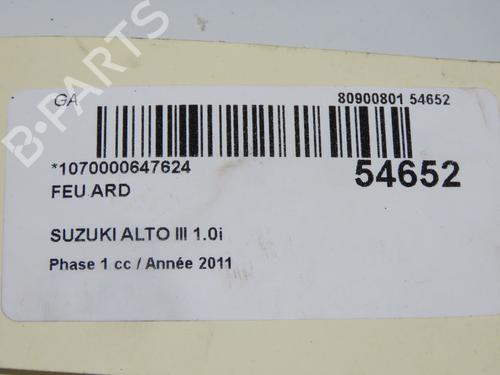 GA 80900801 54652
*1070000647624 54652
FEU ARD
SUZUKI ALTO III 1.0i
Phase 1 cc / Année 2011
B-PARTS